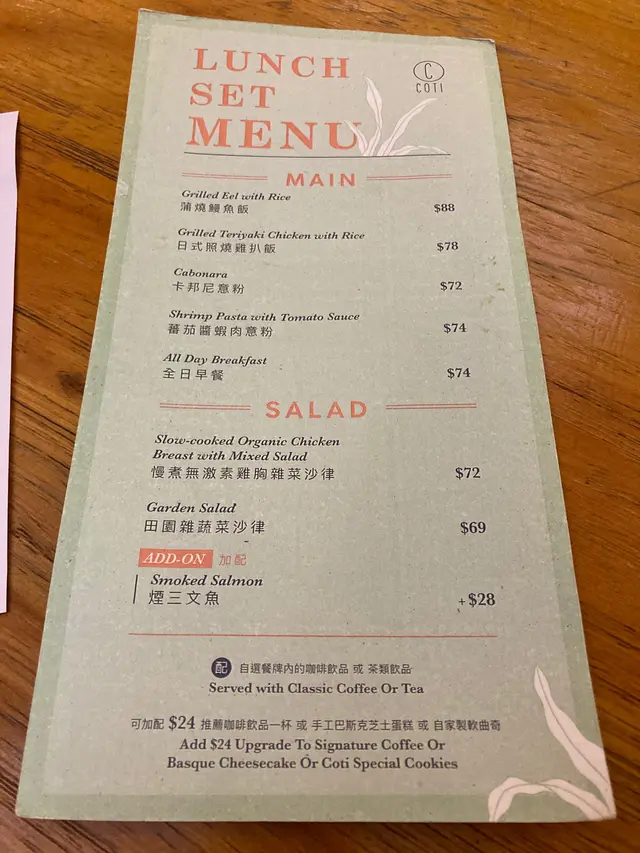 LUNCH
SET
MENU
C
COTI
MAIN
Grilled Eel with Rice
蒲燒鰻魚飯 $88
Grilled Teriyaki Chicken with Rice
日式照燒雞扒飯 $78
Cabonara
卡邦尼意粉 $72
Shrimp Pasta with Tomato Sauce
蕃茄醬蝦肉意粉 $74
All Day Breakfast
全日早餐 $74
SALAD
Slow-cooked Organic Chicken
Breast with Mixed Salad
慢煮無激素雞胸雜菜沙律 $72
Garden Salad
田園雜蔬菜沙律 $69
ADD-ON 加配
Smoked Salmon
煙三文魚 +$28
配 自選餐牌內的咖啡飲品 或 茶類飲品
Served with Classic Coffee Or Tea
可加配 $24 推薦咖啡飲品一杯 或 手工巴斯克芝士蛋糕 或 自家製軟曲奇
Add $24 Upgrade To Signature Coffee Or
Basque Cheesecake Or Coti Special Cookies